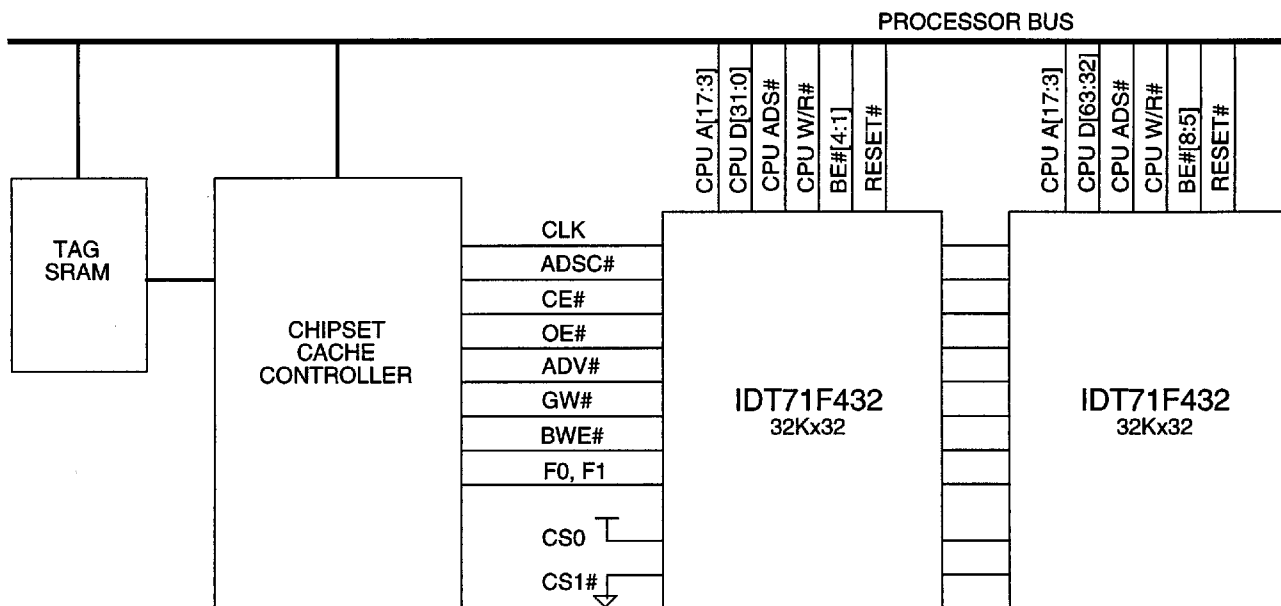 PROCESSOR BUS
CPU A[17:3]
CPU D[31:0]
CPU ADS#
CPU W/R#
BE#[4:1]
RESET#
CPU A[17:3]
CPU D[63:32]
CPU ADS#
CPU W/R#
BE#[8:5]
RESET#
TAG
SRAM
CHIPSET
CACHE
CONTROLLER
CLK
ADSC#
CE#
OE#
ADV#
GW#
BWE#
F0, F1
CS0
CS1#
IDT71F432
32Kx32
IDT71F432
32Kx32